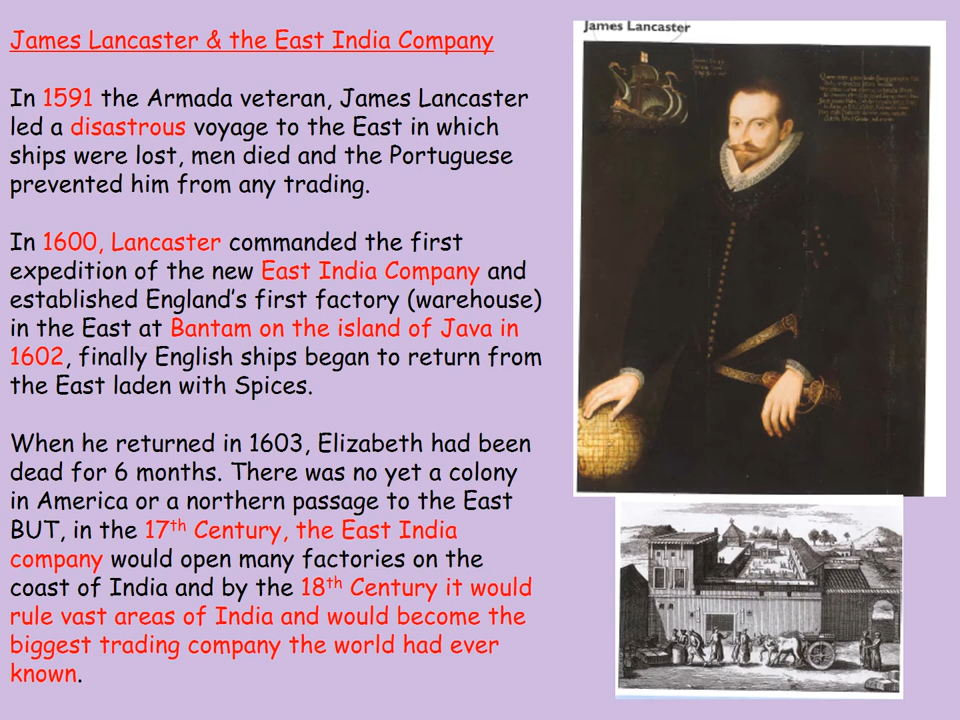 James Lancaster & the East India Company
In 1591 the Armada veteran, James Lancaster
led a disastrous voyage to the East in which
ships were lost, men died and the Portuguese
prevented him from any trading.
In 1600, Lancaster commanded the first
expedition of the new East India Company and
established England's first factory (warehouse)
in the East at Bantam on the island of Java in
1602, finally English ships began to return from
the East laden with Spices.
When he returned in 1603, Elizabeth had been
dead for 6 months. There was no yet a colony
in America or a northern passage to the East
BUT, in the 17th Century, the East India
company would open many factories on the
coast of India and by the 18th Century it would
rule vast areas of India and would become the
biggest trading company the world had ever
known.
James Lancaster